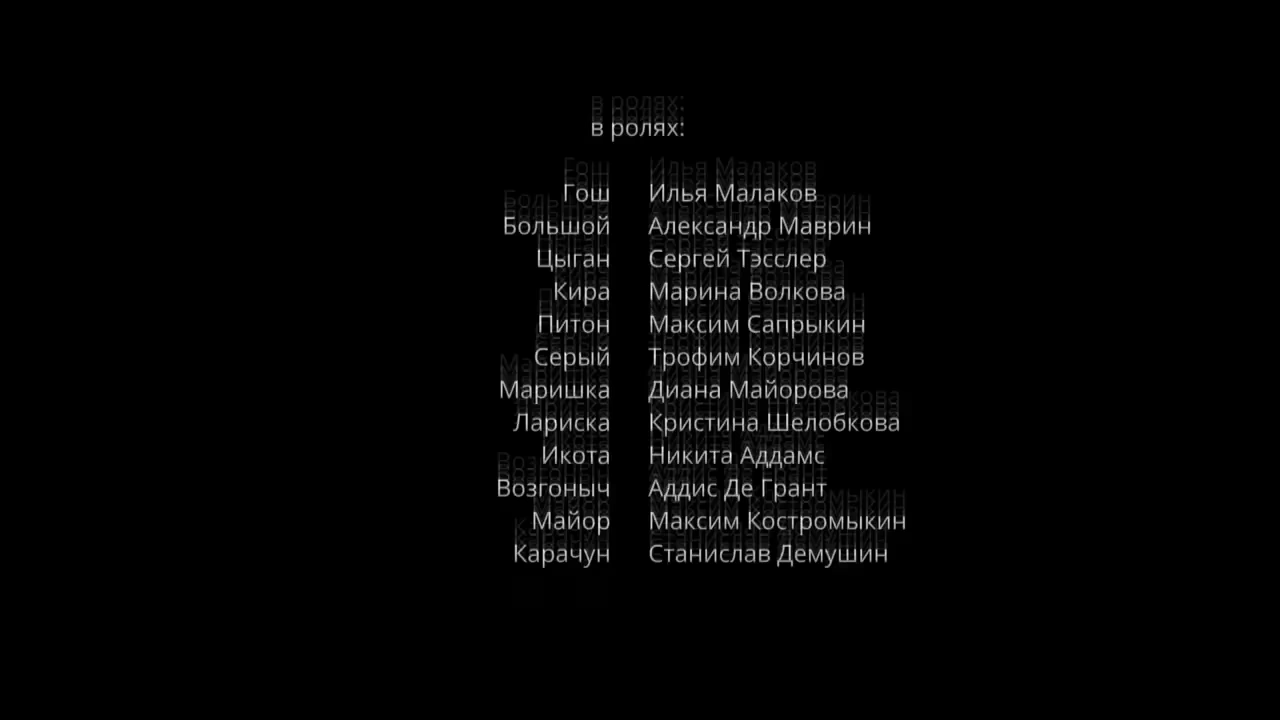 в ролях:
Гош Илья Малаков
Большой Александр Маврин
Цыган Сергей Тэсслер
Кира Марина Волкова
Питон Максим Сапрыкин
Серый Трофим Корчинов
Маришка Диана Майорова
Лариска Кристина Шелобкова
Икота Никита Аддамс
Возгоныч Аддис Де Грант
Майор Максим Костромыкин
Карачун Станислав Демушин